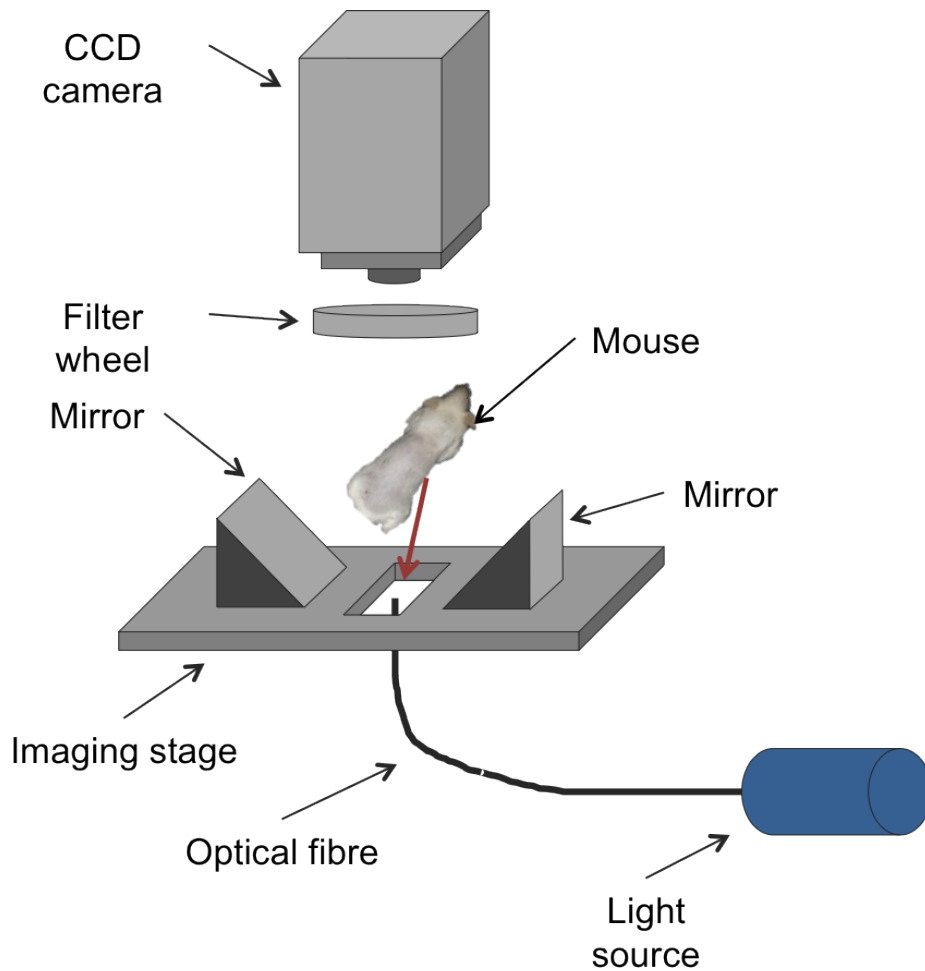 CCD
camera
Filter
wheel
Mouse
Mirror
Mirror
Imaging stage
Optical fibre
Light
source